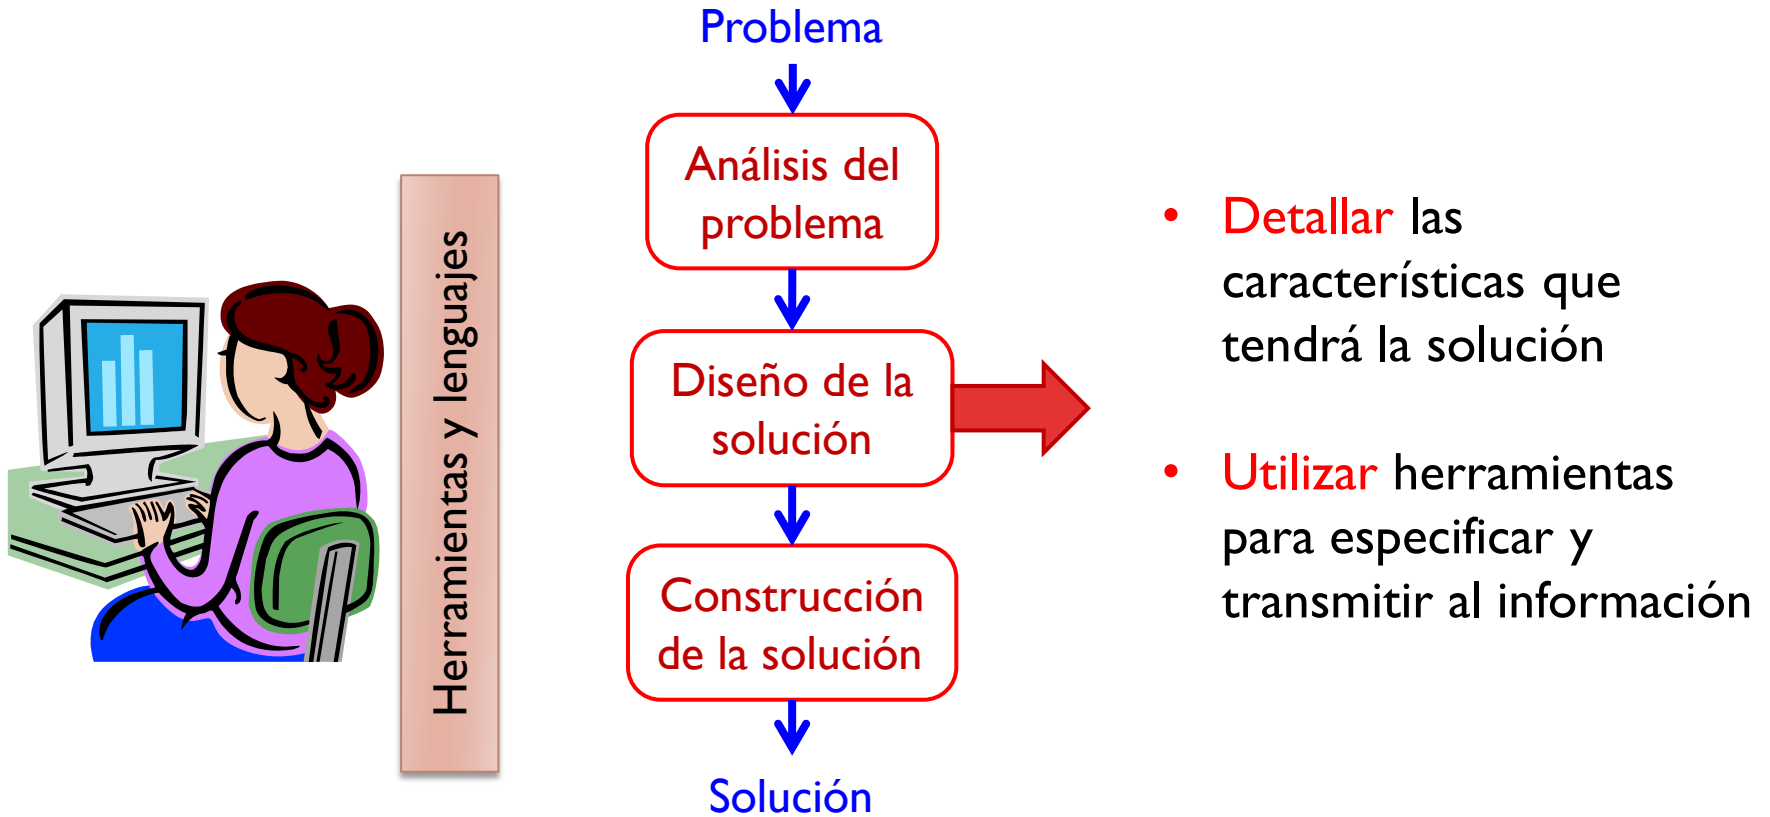 Problema
Análisis del
problema
Diseño de la
solución
Construcción
de la solución
Solución
Herramientas y lenguajes
• Detallar las
características que
tendrá la solución
• Utilizar herramientas
para especificar y
transmitir al información